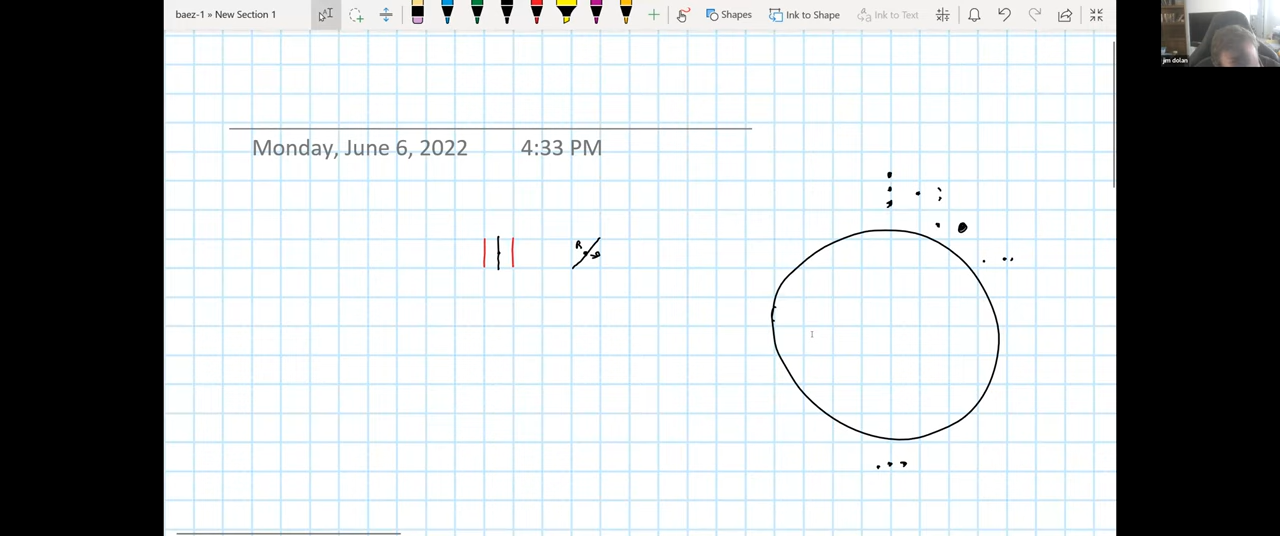 baez-1 » New Section 1
Shapes
Ink to Shape
Ink to Text
jim dolan
Monday, June 6, 2022 4:33 PM
R